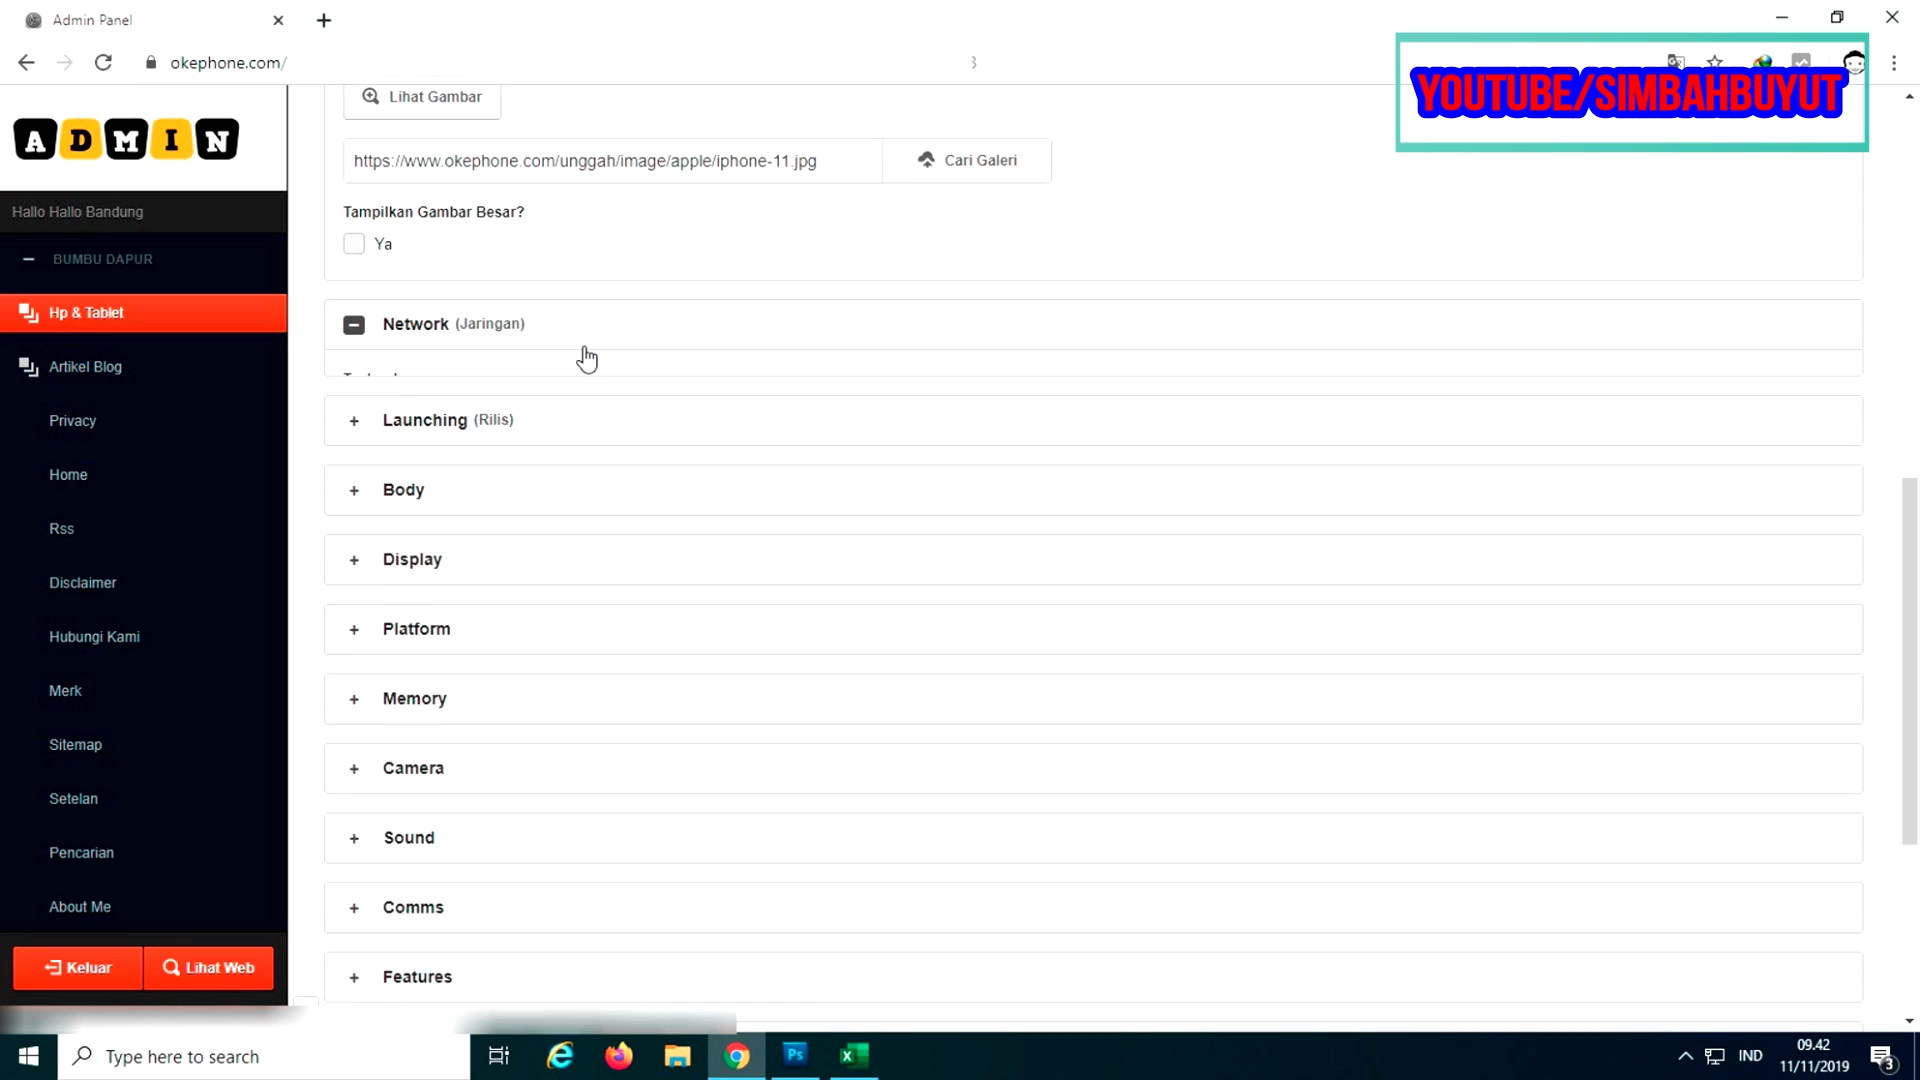 Admin Panel
okephone.com/
3
YOUTUBE/SIMBAHBUYUT
ADMIN
Hallo Hallo Bandung
BUMBU DAPUR
Hp & Tablet
Artikel Blog
Privacy
Home
Rss
Disclaimer
Hubungi Kami
Merk
Sitemap
Setelan
Pencarian
About Me
Keluar
Lihat Web
Lihat Gambar
https://www.okephone.com/unggah/image/apple/iphone-11.jpg
Cari Galeri
Tampilkan Gambar Besar?
Ya
Network (Jaringan)
Launching (Rilis)
Body
Display
Platform
Memory
Camera
Sound
Comms
Features
Type here to search
Ps
IND
09.42
11/11/2019
3